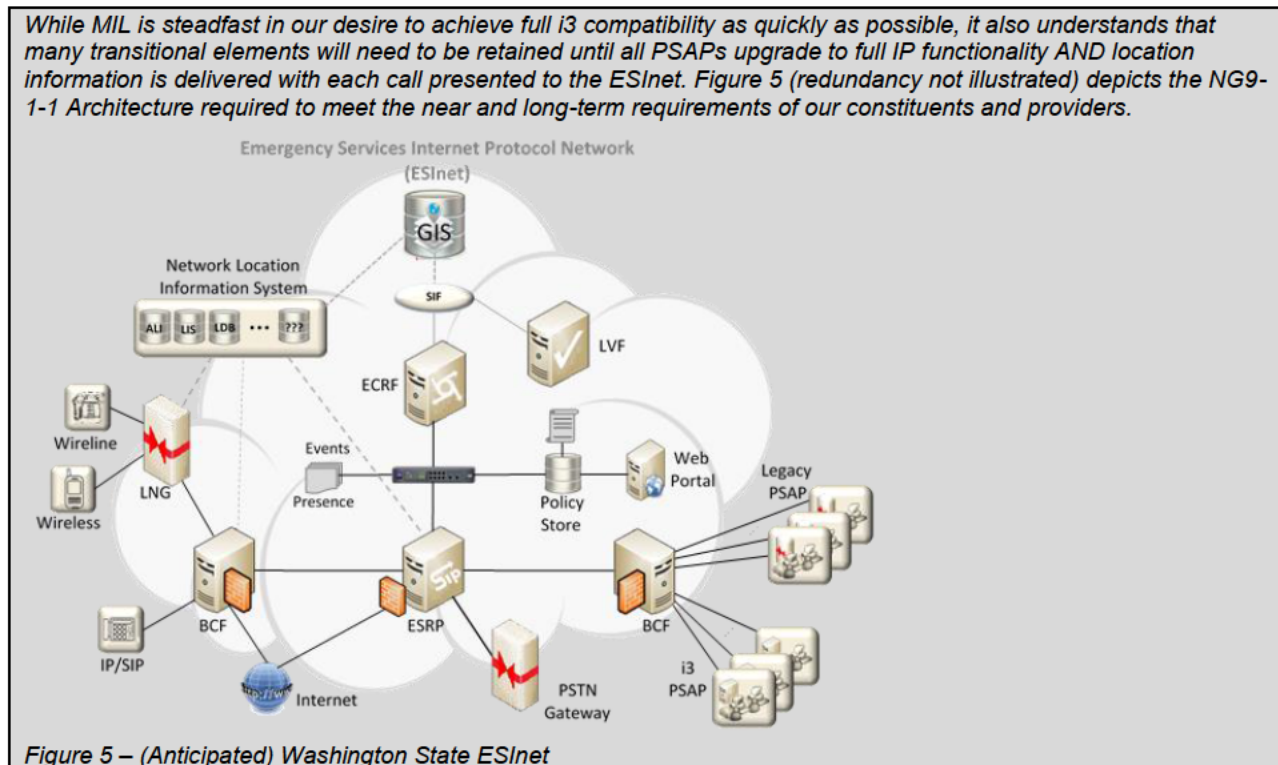 While MIL is steadfast in our desire to achieve full i3 compatibility as quickly as possible, it also understands that
many transitional elements will need to be retained until all PSAPs upgrade to full IP functionality AND location
information is delivered with each call presented to the ESInet. Figure 5 (redundancy not illustrated) depicts the NG9-
1-1 Architecture required to meet the near and long-term requirements of our constituents and providers.
Emergency Services Internet Protocol Network
(ESInet)
GIS
Network Location
Information System
SIF
ALI LIS LDB ••• ???
LVF
ECRF
Wireline
Events
Web
Portal
Legacy
PSAP
LNG
Presence
Policy
Store
Wireless
Sip
BCF
ESRP
BCF
IP/SIP
i3
PSAP
Internet
PSTN
Gateway
Figure 5 – (Anticipated) Washington State ESInet